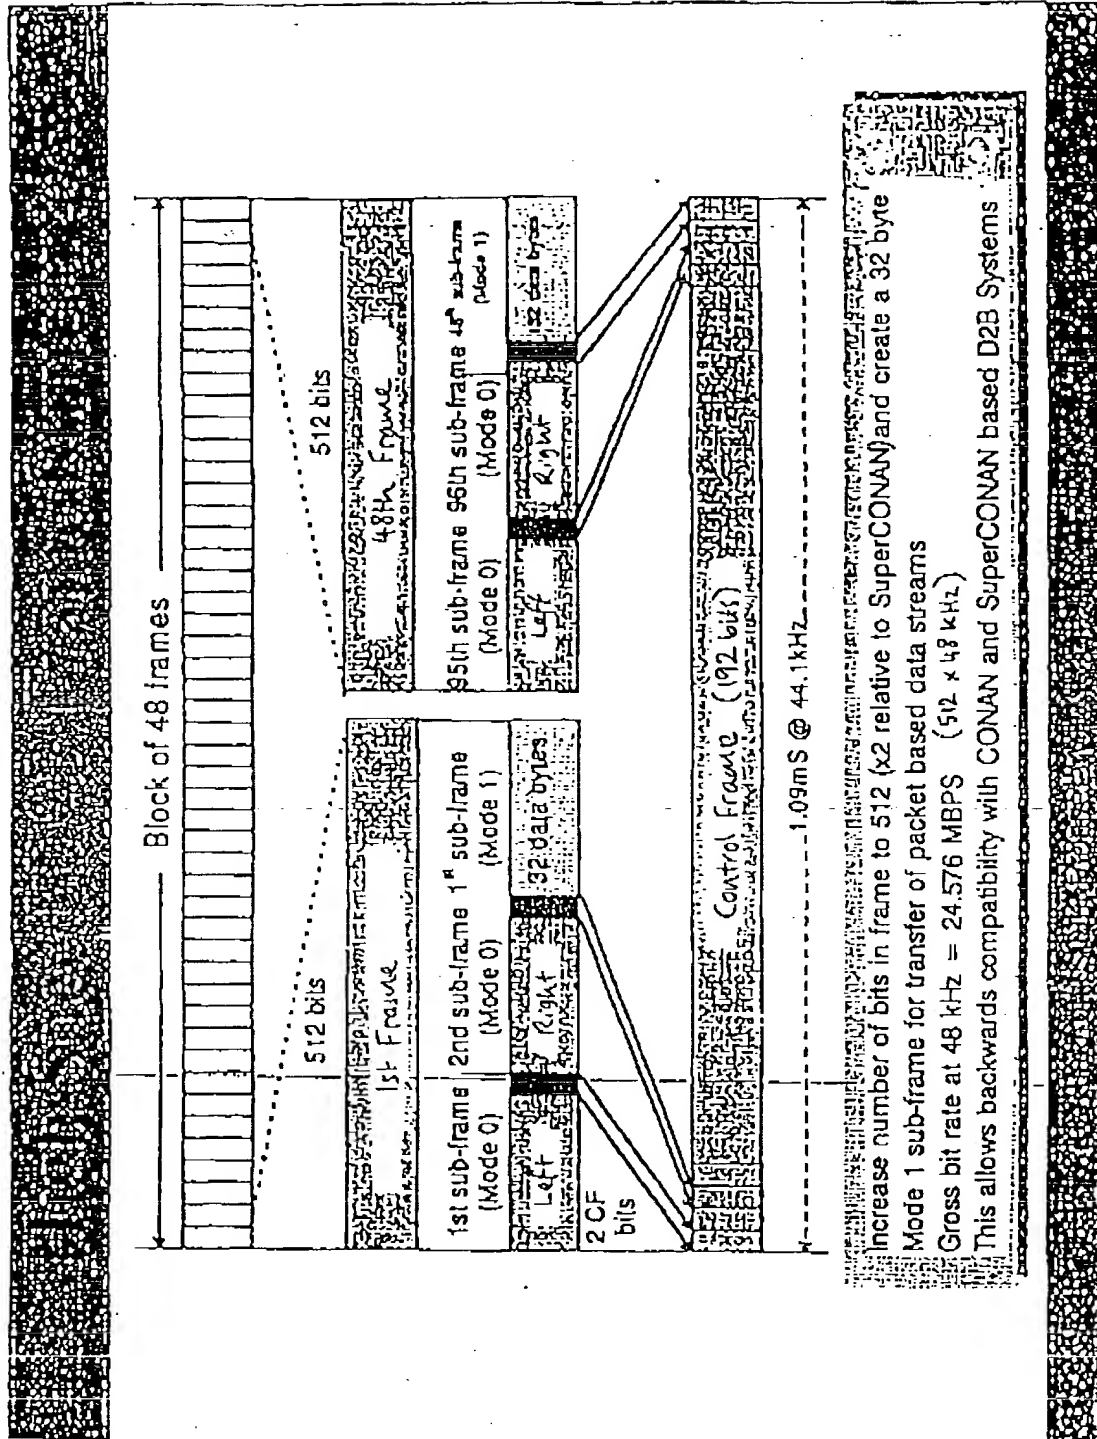 Block of 48 frames
512 bits
512 bits
1st Frame
48th Frame
1st sub-frame 2nd sub-frame 1st sub-frame
(Mode 0) (Mode 0) (Mode 1)
95th sub-frame 96th sub-frame 48th sub-frame
(Mode 0) (Mode 0) (Mode 1)
Left Right 32 data bytes
Left Right 32 data bytes
2 CF
bits
Control Frame (192 bits)
1.09mS @ 44.1kHz
Increase number of bits in frame to 512 (x2 relative to SuperCONAN) and create a 32 byte
Mode 1 sub-frame for transfer of packet based data streams
Gross bit rate at 48 kHz = 24.576 MBPS (512 x 48 kHz)
This allows backwards compatibility with CONAN and SuperCONAN based D2B Systems